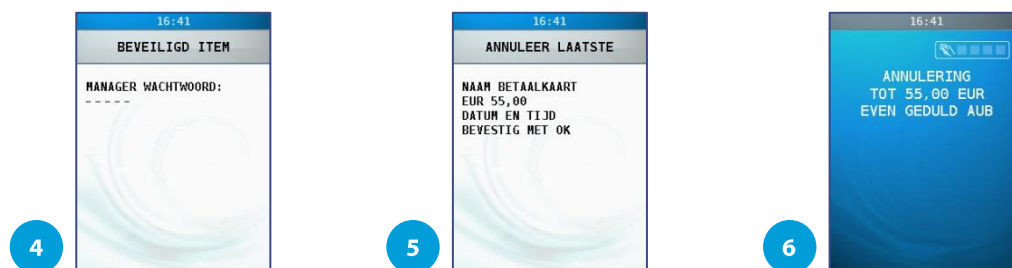 16:41
BEVEILIGD ITEM
MANAGER WACHTWOORD:
- - - - -
4
16:41
ANNULEER LAATSTE
NAAM BETAALKAART
EUR 55,00
DATUM EN TIJD
BEVESTIG MET OK
5
16:41
ANNULERING
TOT 55,00 EUR
EVEN GEDULD AUB
6